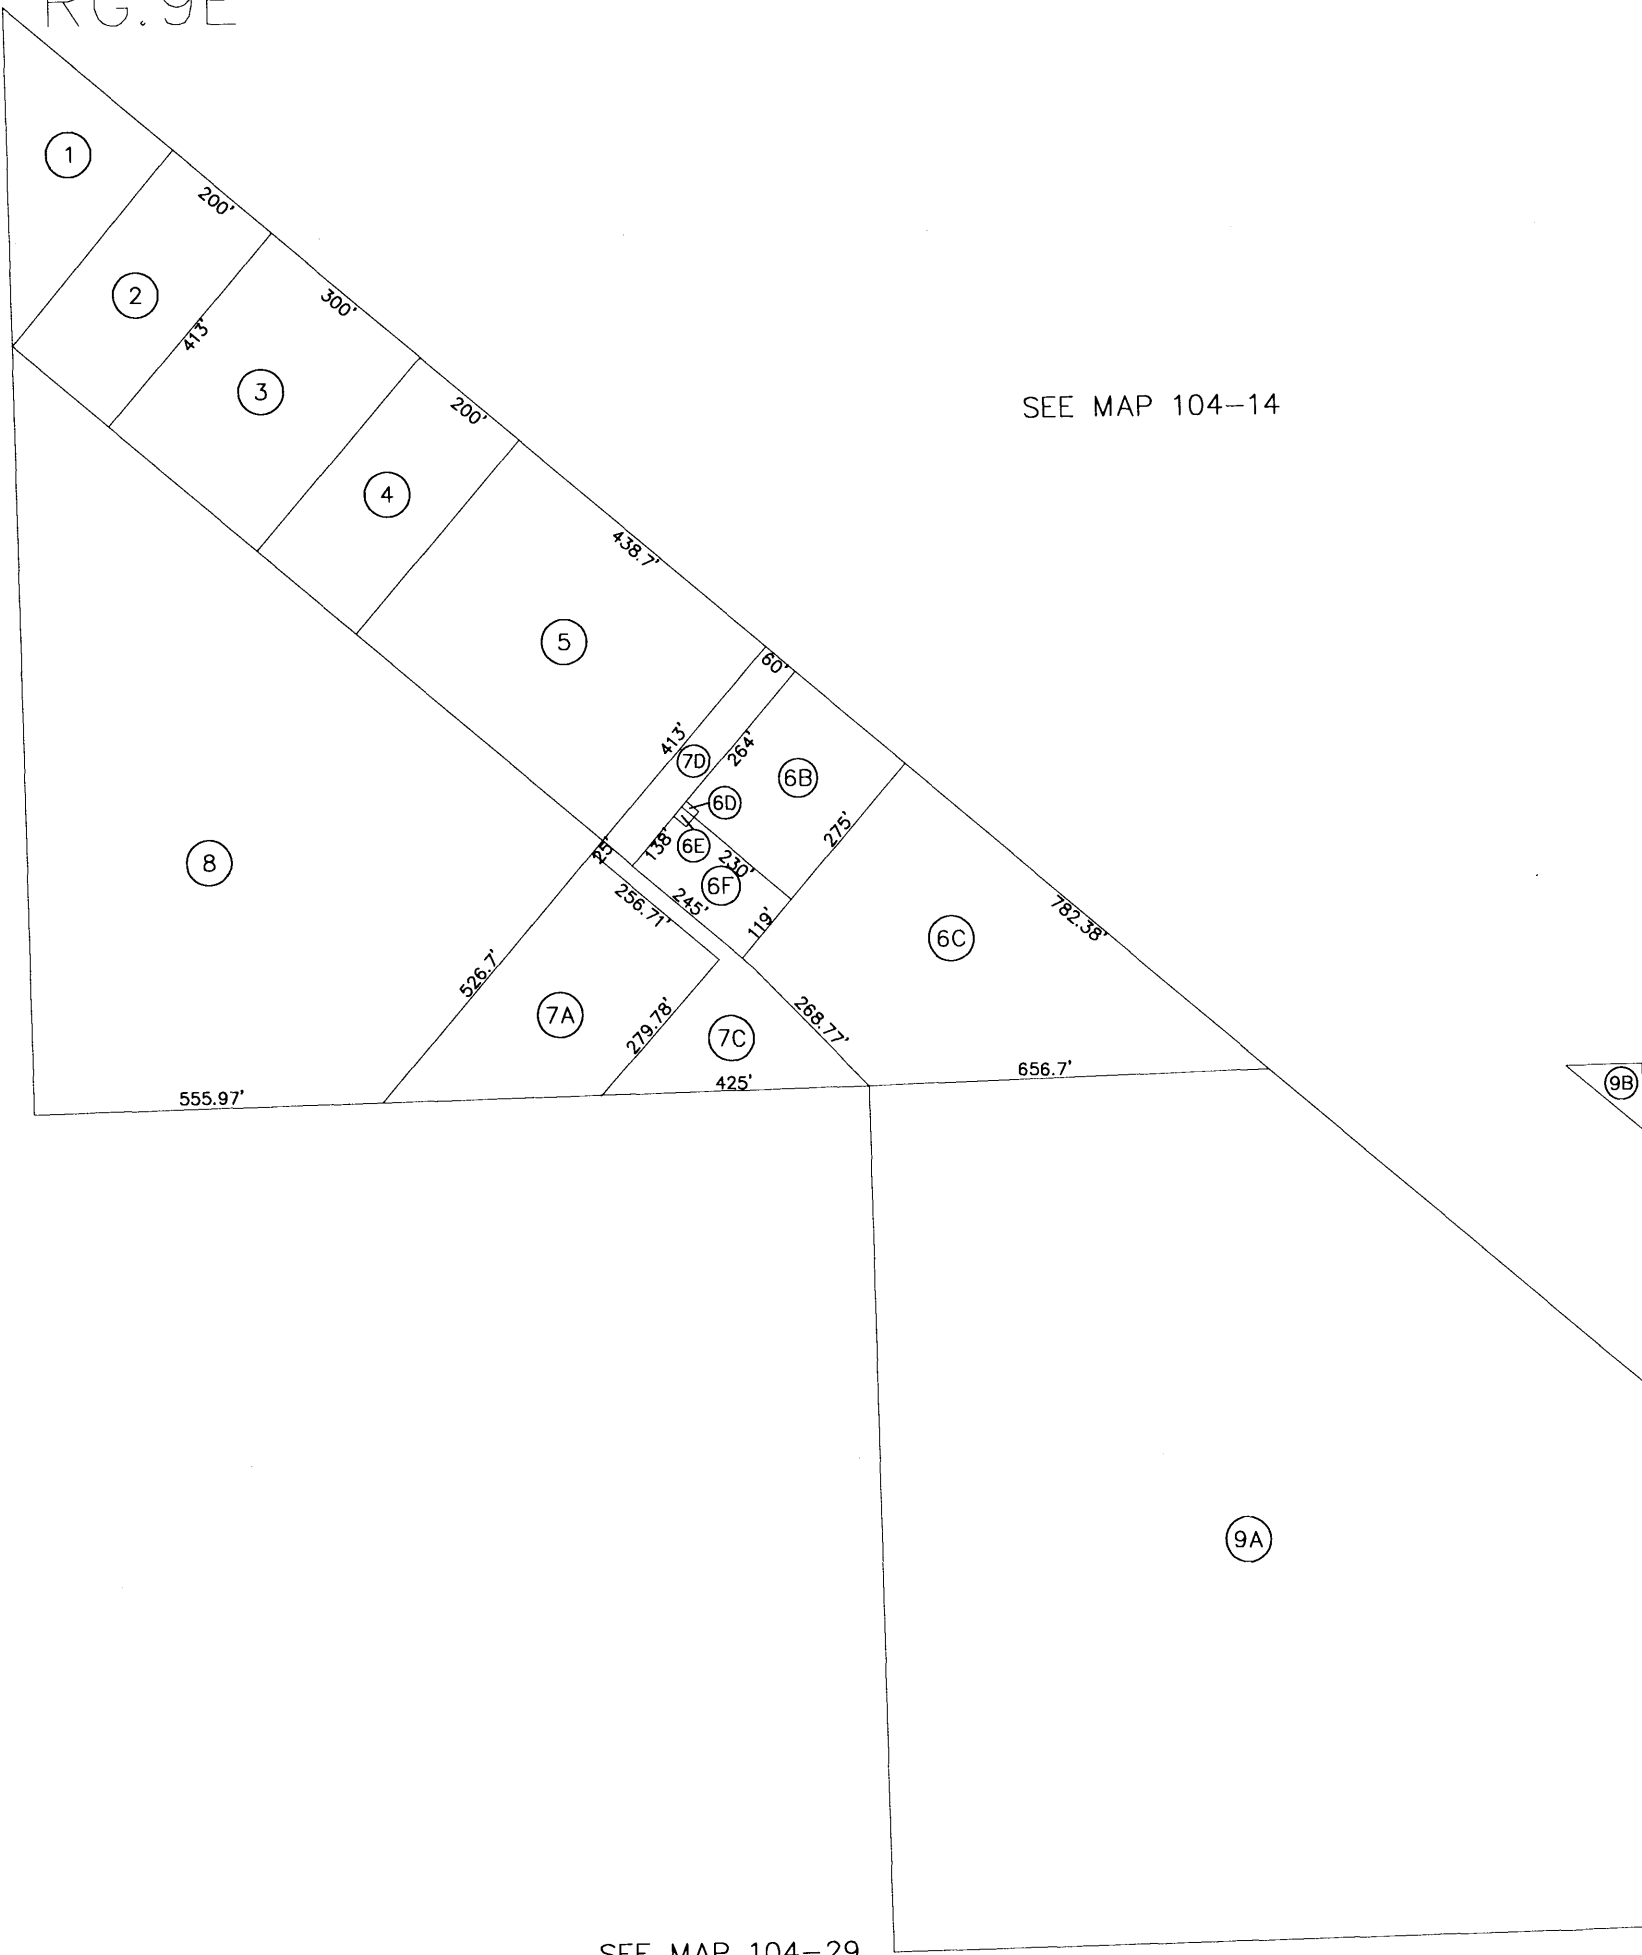 RG.9E
1
200'
2
300'
413'
3
200'
SEE MAP 104-14
4
438.7'
5
60'
413'
264'
7D
6B
6D
275'
138'
6E
25'
230'
8
6F
245'
256.71'
119'
782.38'
6C
526.7'
7A
279.78'
7C
268.77'
656.7'
425'
9B
555.97'
9A
SEE MAP 104-29